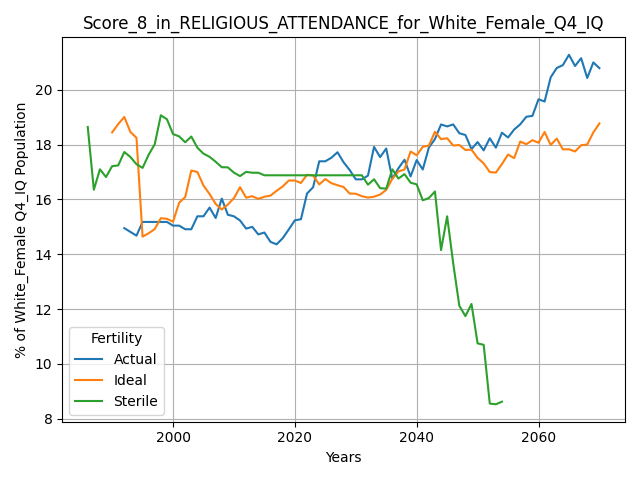 Score_8_in_RELIGIOUS_ATTENDANCE_for_White_Female_Q4_IQ
% of White_Female Q4_IQ Population
20
18
16
14
12
10
8
Fertility
Actual
Ideal
Sterile
2000
2020
2040
2060
Years